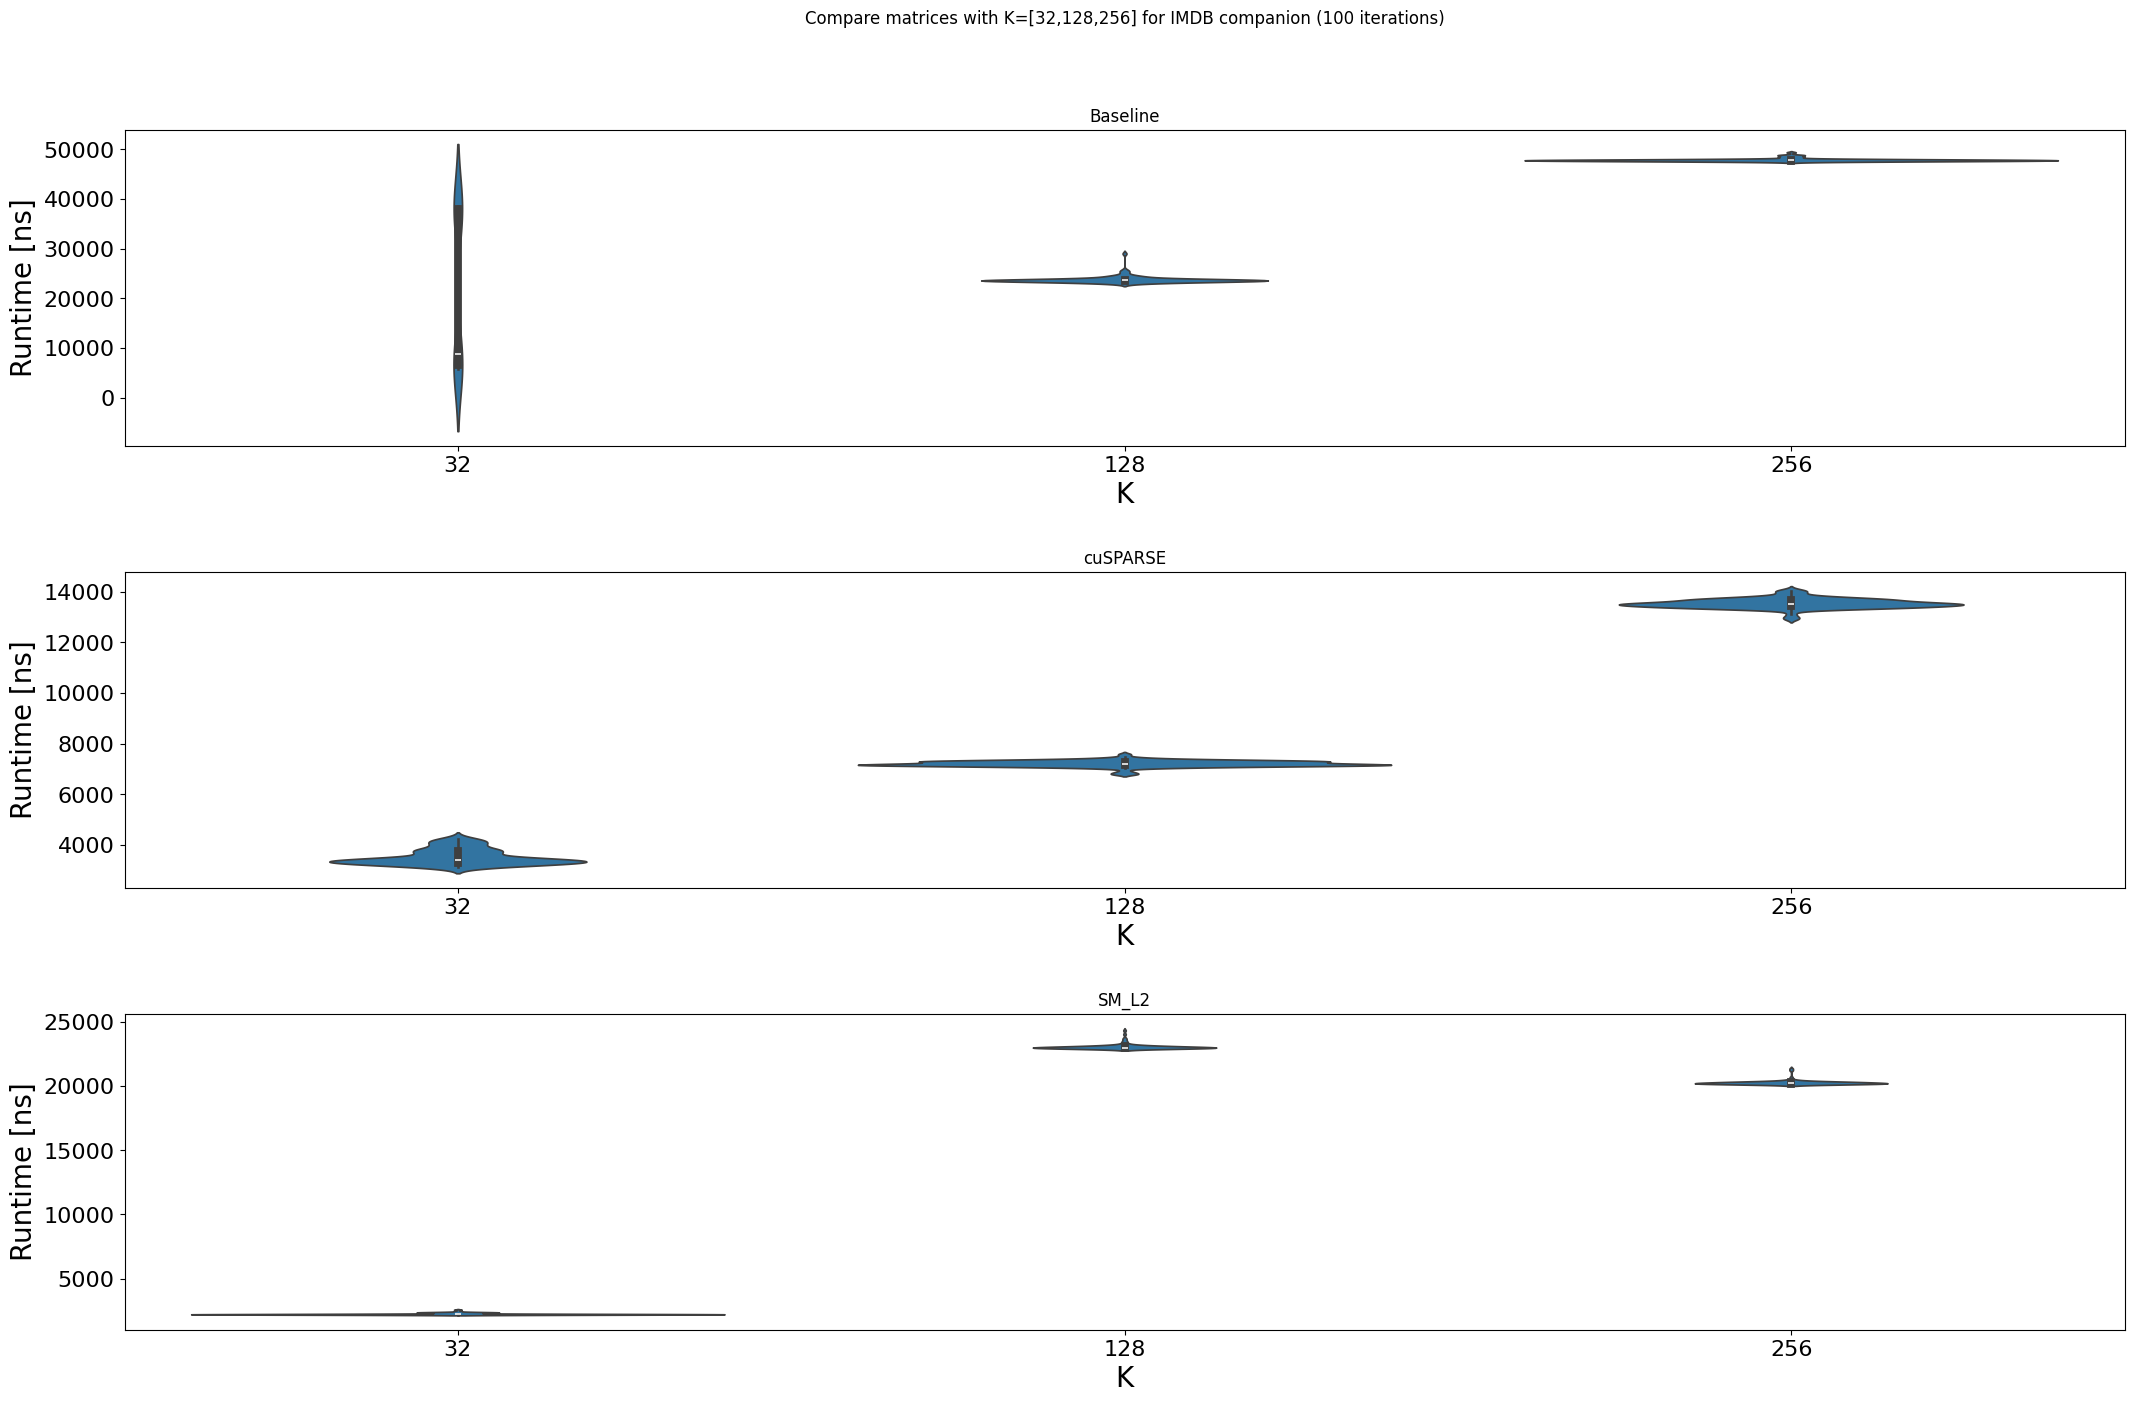 Compare matrices with K=[32,128,256] for IMDB companion (100 iterations)
Baseline
Runtime [ns]
50000
40000
30000
20000
10000
0
32 128 256
K
cuSPARSE
Runtime [ns]
14000
12000
10000
8000
6000
4000
32 128 256
K
SM_L2
Runtime [ns]
25000
20000
15000
10000
5000
32 128 256
K